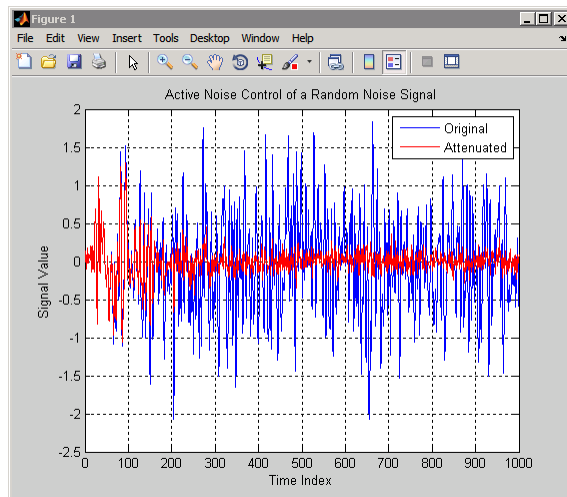 Figure 1
File Edit View Insert Tools Desktop Window Help
Active Noise Control of a Random Noise Signal
Original
Attenuated
Signal Value
2
1.5
1
0.5
0
-0.5
-1
-1.5
-2
-2.5
0 100 200 300 400 500 600 700 800 900 1000
Time Index